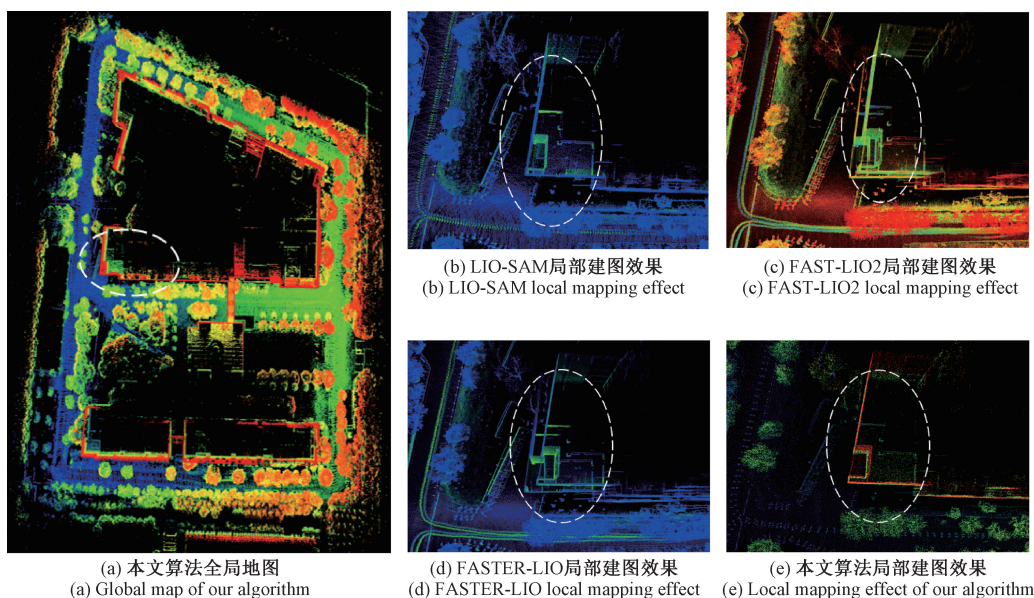 (b) LIO-SAM局部建图效果
(b) LIO-SAM local mapping effect
(c) FAST-LIO2局部建图效果
(c) FAST-LIO2 local mapping effect
(a) 本文算法全局地图
(a) Global map of our algorithm
(d) FASTER-LIO局部建图效果
(d) FASTER-LIO local mapping effect
(e) 本文算法局部建图效果
(e) Local mapping effect of our algorithm